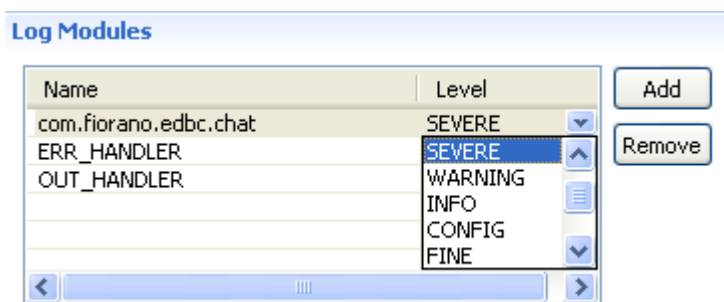 Log Modules
Name Level
Add
com.fiorano.edbc.chat SEVERE
ERR_HANDLER SEVERE
Remove
OUT_HANDLER WARNING
INFO
CONFIG
FINE